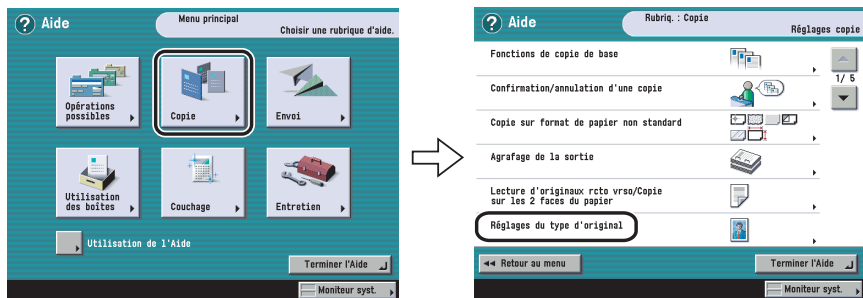 Aide
Menu principal
Choisir une rubrique d'aide.
Opérations
possibles
Copie
Envoi
Utilisation
des boîtes
Couchage
Entretien
Utilisation de l'Aide
Terminer l'Aide
Moniteur syst.
Aide
Rubriq. : Copie
Réglages copie
Fonctions de copie de base
1/ 5
Confirmation/annulation d'une copie
Copie sur format de papier non standard
Agrafage de la sortie
Lecture d'originaux rcto vrso/Copie
sur les 2 faces du papier
Réglages du type d'original
Retour au menu
Terminer l'Aide
Moniteur syst.